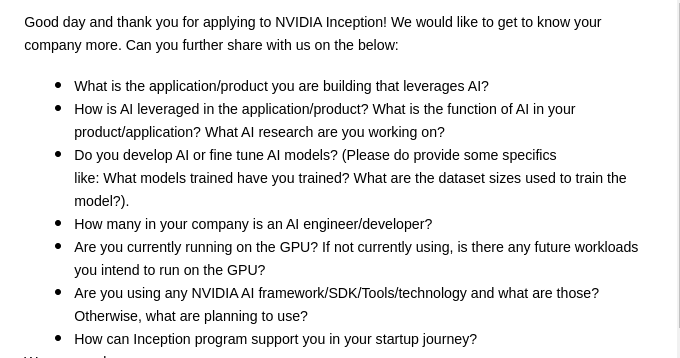 Good day and thank you for applying to NVIDIA Inception! We would like to get to know your
company more. Can you further share with us on the below:
• What is the application/product you are building that leverages AI?
• How is AI leveraged in the application/product? What is the function of AI in your
product/application? What AI research are you working on?
• Do you develop AI or fine tune AI models? (Please do provide some specifics
like: What models trained have you trained? What are the dataset sizes used to train the
model?).
• How many in your company is an AI engineer/developer?
• Are you currently running on the GPU? If not currently using, is there any future workloads
you intend to run on the GPU?
• Are you using any NVIDIA AI framework/SDK/Tools/technology and what are those?
Otherwise, what are planning to use?
• How can Inception program support you in your startup journey?